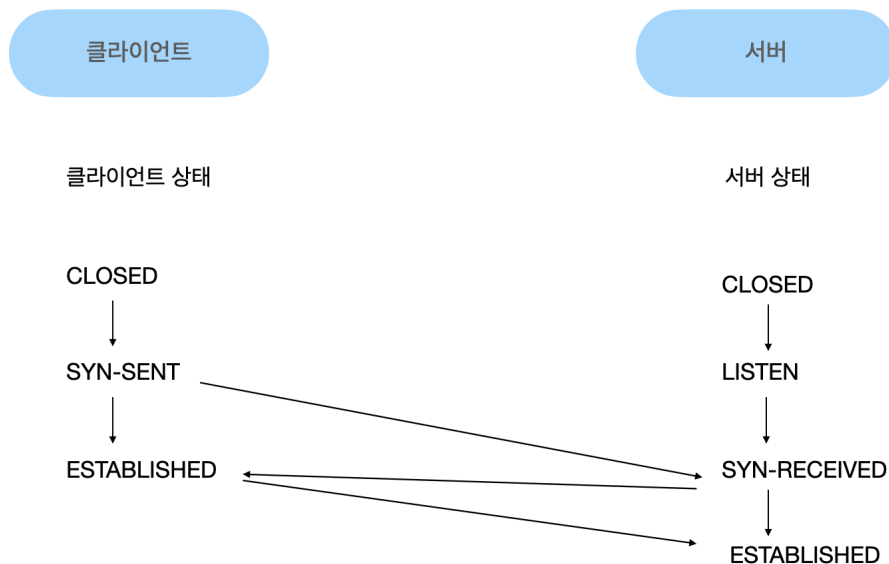 클라이언트
서버
클라이언트 상태
서버 상태
CLOSED
CLOSED
SYN-SENT
LISTEN
ESTABLISHED
SYN-RECEIVED
ESTABLISHED